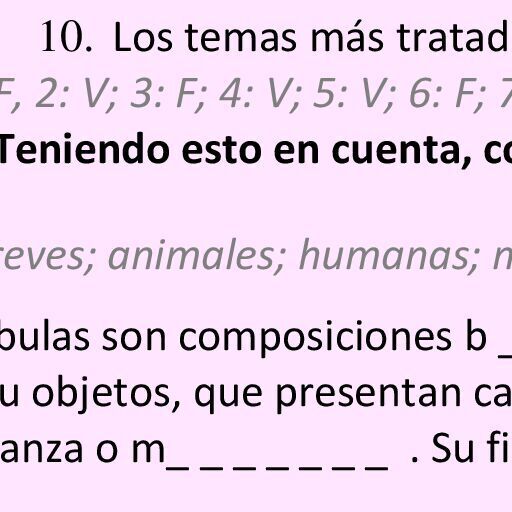 10. Los temas más tratad
F, 2: V; 3: F; 4: V; 5: V; 6: F; 7
Teniendo esto en cuenta, co
reves; animales; humanas; m
bulas son composiciones b _
u objetos, que presentan ca
anza o m_ _ _ _ _ _ _ . Su fi